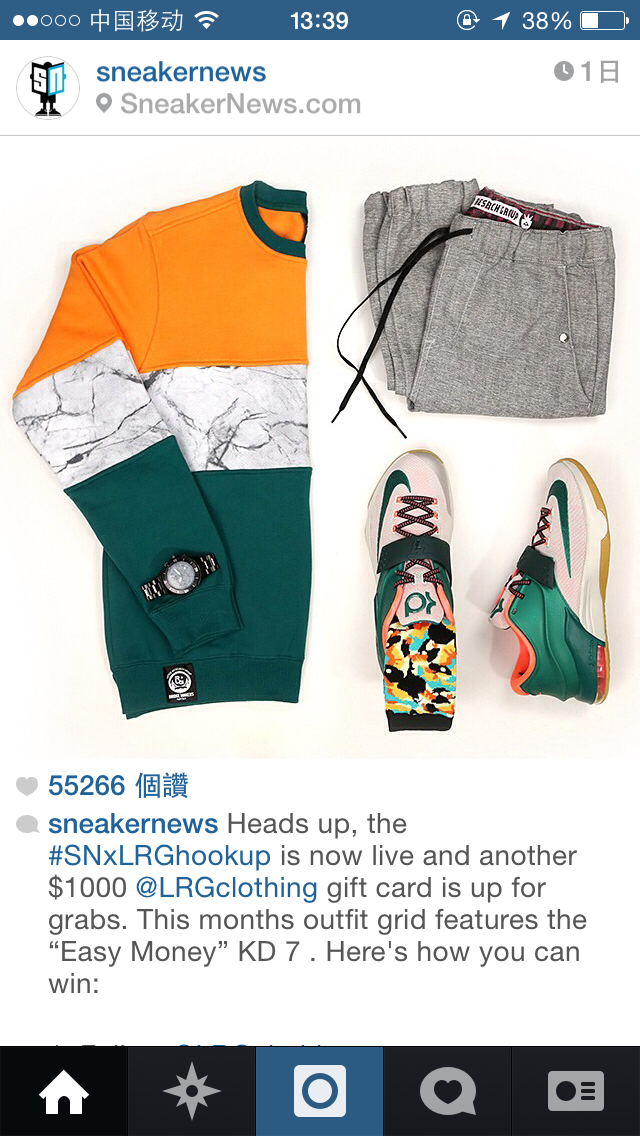 中国移动 13:39 38%
SN
sneakernews
1日
SneakerNews.com
55266 個讚
sneakernews Heads up, the
#SNxLRGhookup is now live and another
$1000 @LRGclothing gift card is up for
grabs. This months outfit grid features the
“Easy Money” KD 7 . Here's how you can
win: